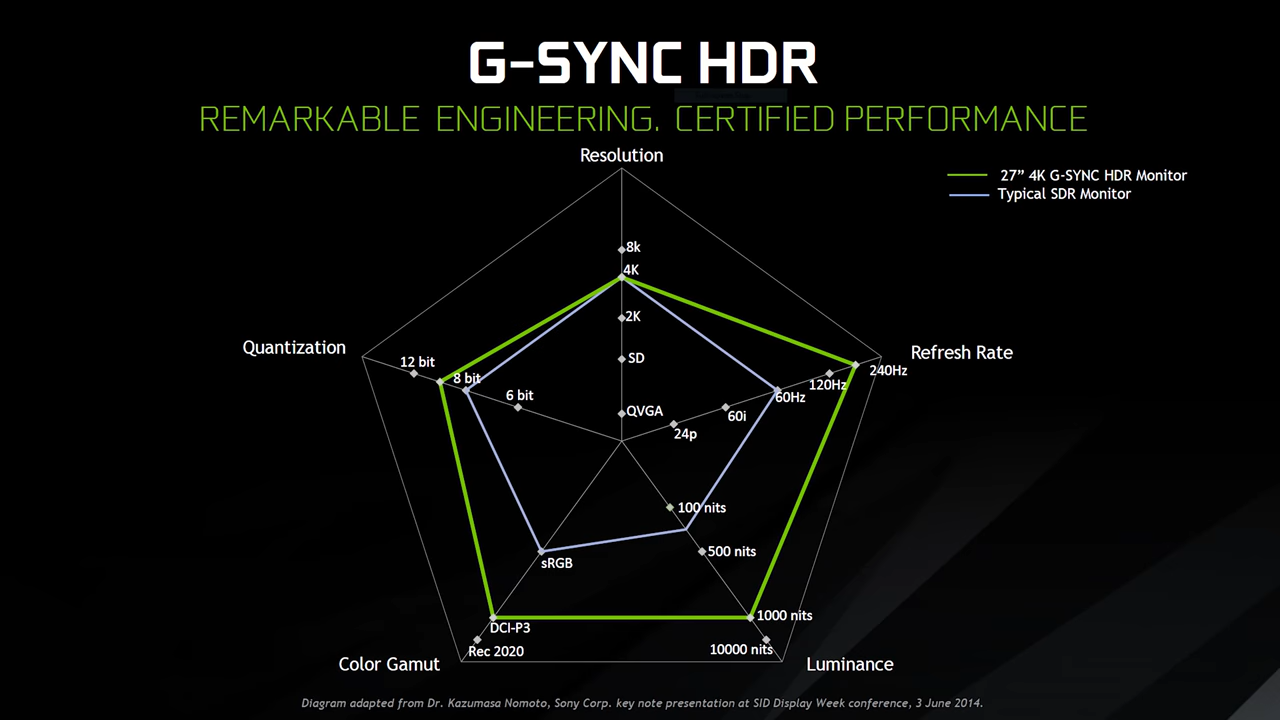 G-SYNC HDR
REMARKABLE ENGINEERING. CERTIFIED PERFORMANCE
Resolution
27” 4K G-SYNC HDR Monitor
Typical SDR Monitor
8k
4K
2K
Quantization
Refresh Rate
SD
12 bit
240Hz
8 bit
120Hz
6 bit
60Hz
QVGA
60i
24p
100 nits
500 nits
sRGB
1000 nits
DCI-P3
10000 nits
Rec 2020
Color Gamut
Luminance
Diagram adapted from Dr. Kazumasa Nomoto, Sony Corp. key note presentation at SID Display Week conference, 3 June 2014.